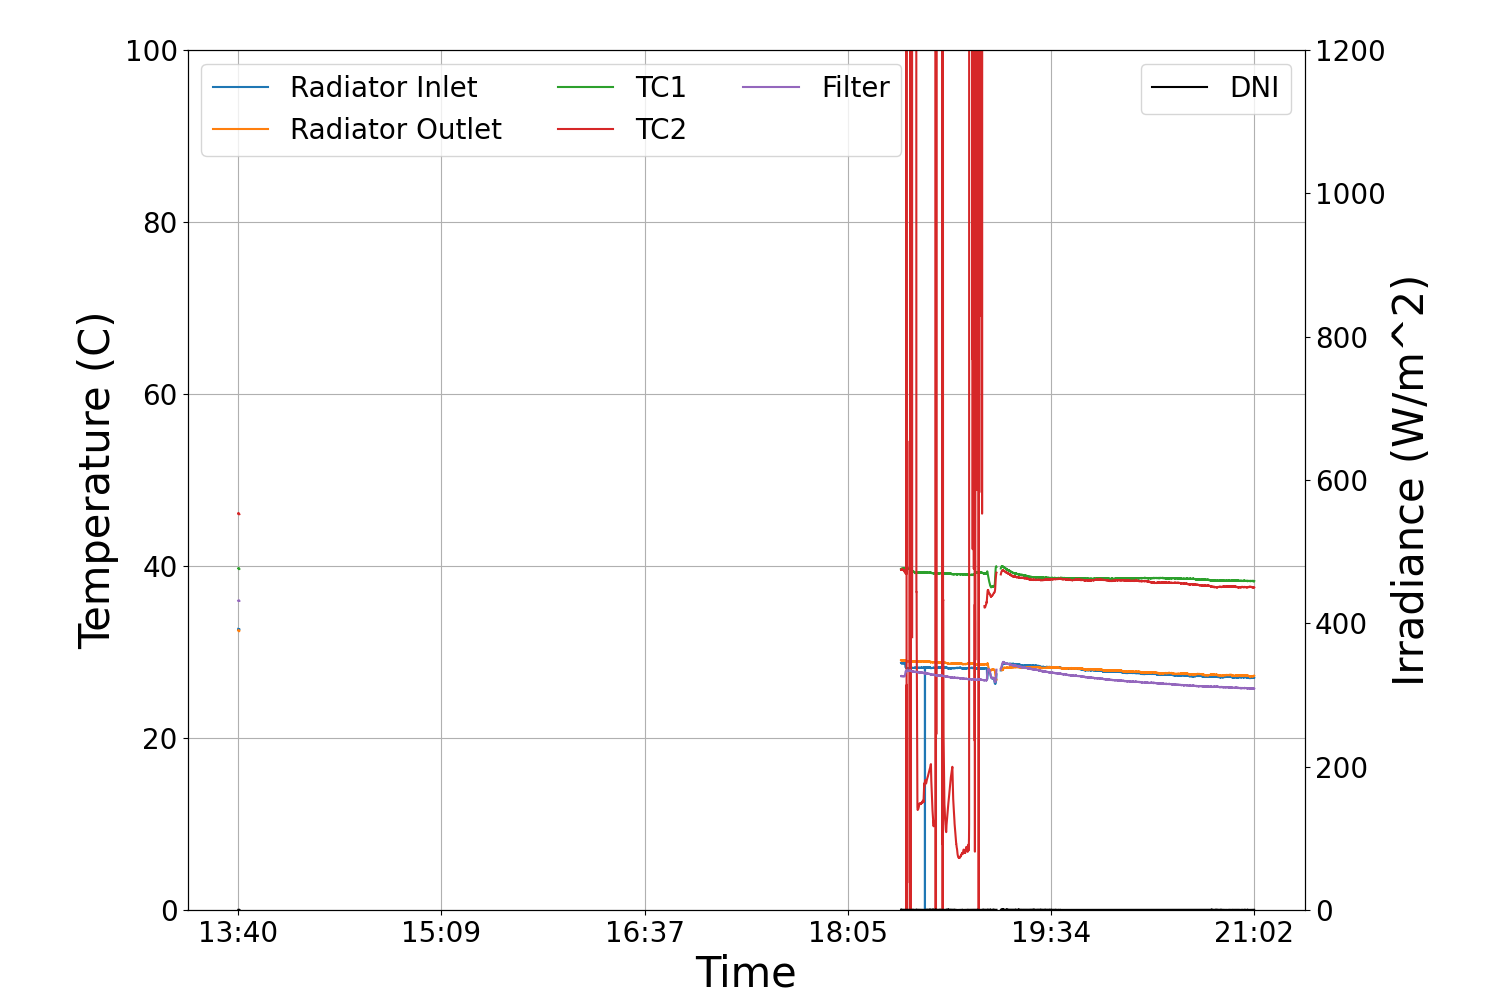 100
80
60
40
20
0
Temperature (C)
Radiator Inlet
Radiator Outlet
TC1
TC2
Filter
DNI
1200
1000
800
600
400
200
0
Irradiance (W/m^2)
13:40 15:09 16:37 18:05 19:34 21:02
Time